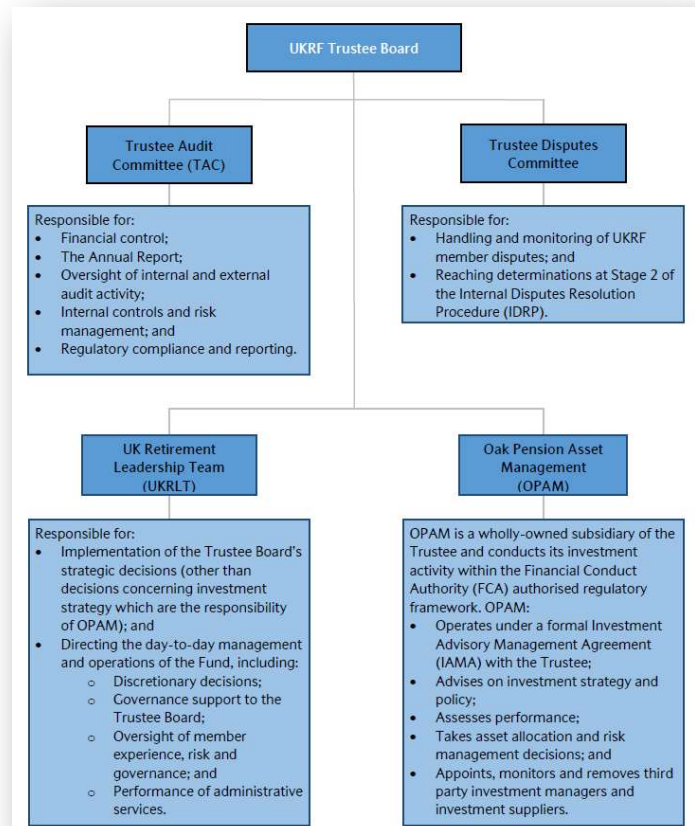 UKRF Trustee Board
Trustee Audit
Committee (TAC)
Responsible for:
• Financial control;
• The Annual Report;
• Oversight of internal and external
audit activity;
• Internal controls and risk
management; and
• Regulatory compliance and reporting.
Trustee Disputes
Committee
Responsible for:
• Handling and monitoring of UKRF
member disputes; and
• Reaching determinations at Stage 2 of
the Internal Disputes Resolution
Procedure (IDRP).
UK Retirement
Leadership Team
(UKRLT)
Responsible for:
• Implementation of the Trustee Board's
strategic decisions (other than
decisions concerning investment
strategy which are the responsibility
of OPAM); and
• Directing the day-to-day management
and operations of the Fund, including:
o Discretionary decisions;
o Governance support to the
Trustee Board;
o Oversight of member
experience, risk and
governance; and
o Performance of administrative
services.
Oak Pension Asset
Management
(OPAM)
OPAM is a wholly-owned subsidiary of the
Trustee and conducts its investment
activity within the Financial Conduct
Authority (FCA) authorised regulatory
framework. OPAM:
• Operates under a formal Investment
Advisory Management Agreement
(IAMA) with the Trustee;
• Advises on investment strategy and
policy;
• Assesses performance;
• Takes asset allocation and risk
management decisions; and
• Appoints, monitors and removes third
party investment managers and
investment suppliers.